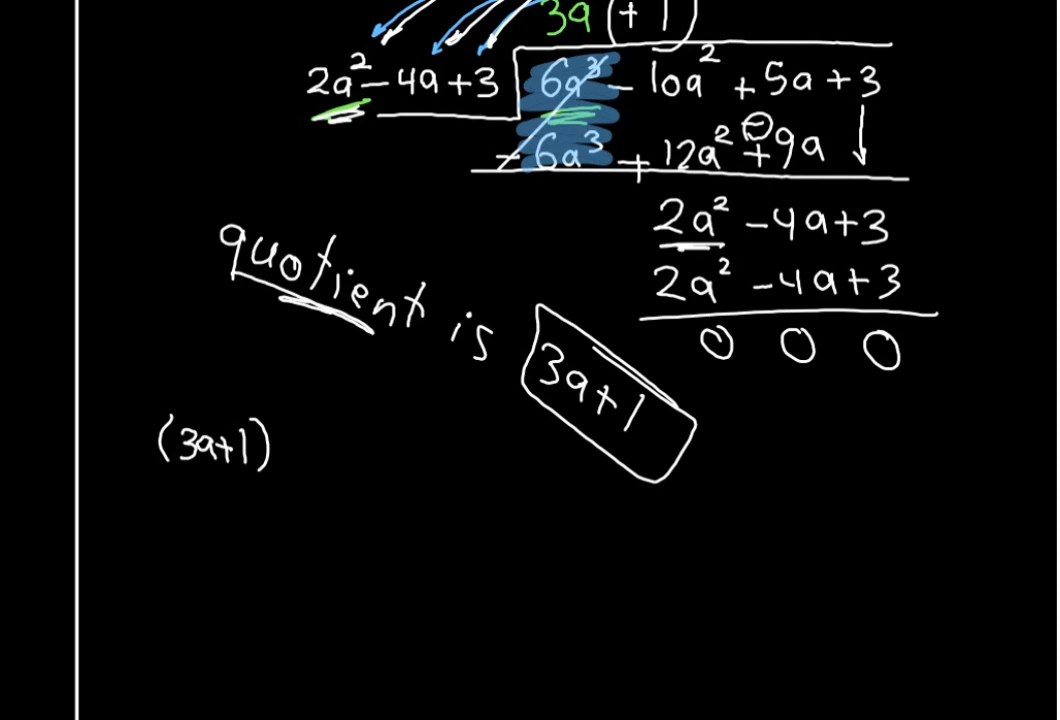 3a (+ 1)
2a² - 4a + 3 6a³ - 10a² + 5a + 3
- 6a³ + 12a² + ⊖ 9a
2a² - 4a + 3
2a² - 4a + 3
0 0 0
quotient is 3a+1
(3a+1)